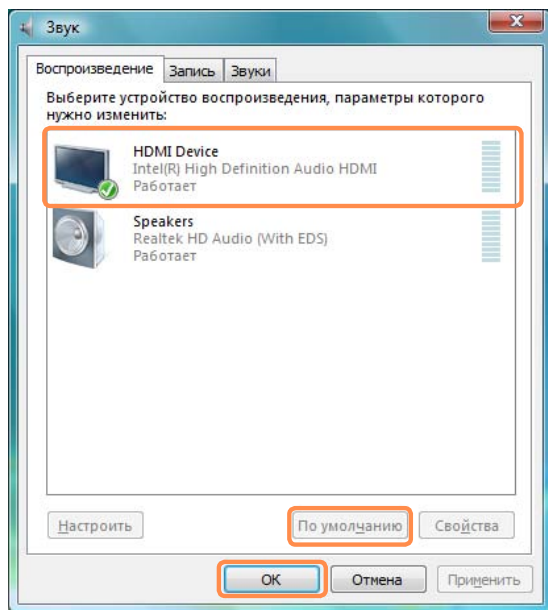 Звук
Воспроизведение Запись Звуки
Выберите устройство воспроизведения, параметры которого
нужно изменить:
HDMI Device
Intel(R) High Definition Audio HDMI
Работает
Speakers
Realtek HD Audio (With EDS)
Работает
Настроить По умолчанию Свойства
OK Отмена Применить